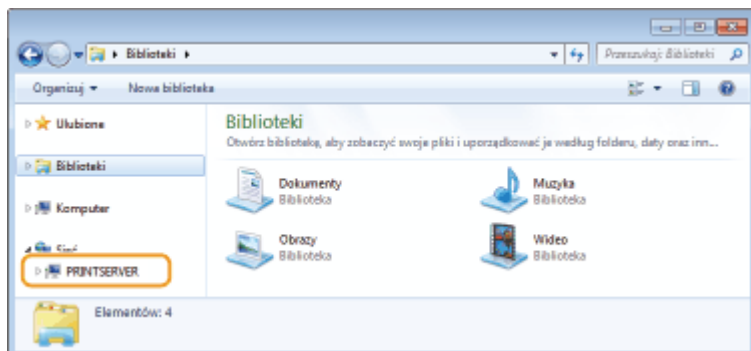 Biblioteki
Przeszukaj: Biblioteki
Organizuj
Nowa biblioteka
Ulubione
Biblioteki
Komputer
Sieć
PRINTSERVER
Biblioteki
Otwórz bibliotekę, aby zobaczyć swoje pliki i uporządkować je według folderu, daty oraz inn...
Dokumenty
Biblioteka
Muzyka
Biblioteka
Obrazy
Biblioteka
Wideo
Biblioteka
Elementów: 4